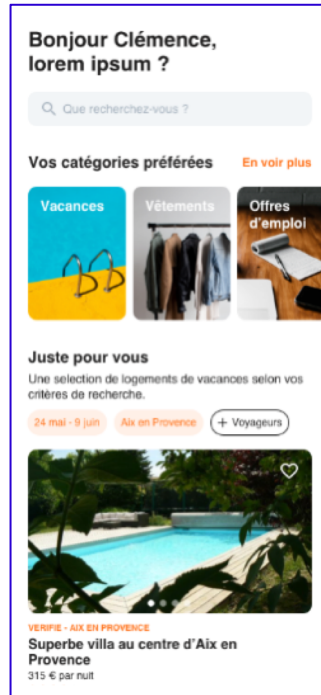 Bonjour Clémence,
lorem ipsum ?
Que recherchez-vous ?
Vos catégories préférées
En voir plus
Vacances
Vêtements
Offres
d'emploi
Juste pour vous
Une selection de logements de vacances selon vos
critères de recherche.
24 mai - 9 juin
Aix en Provence
+ Voyageurs
VERIFIE - AIX EN PROVENCE
Superbe villa au centre d'Aix en
Provence
315 € par nuit